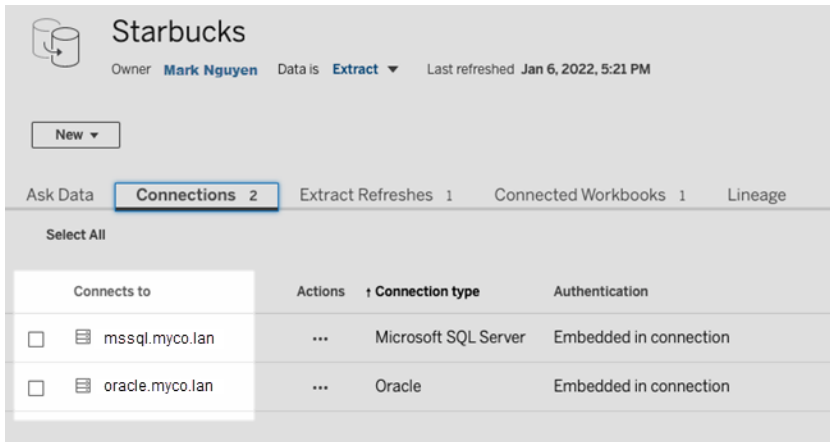 Starbucks
Owner Mark Nguyen Data is Extract Last refreshed Jan 6, 2022, 5:21 PM
New
Ask Data Connections 2 Extract Refreshes 1 Connected Workbooks 1 Lineage
Select All
Connects to Actions ↑ Connection type Authentication
mssql.myco.lan ••• Microsoft SQL Server Embedded in connection
oracle.myco.lan ••• Oracle Embedded in connection